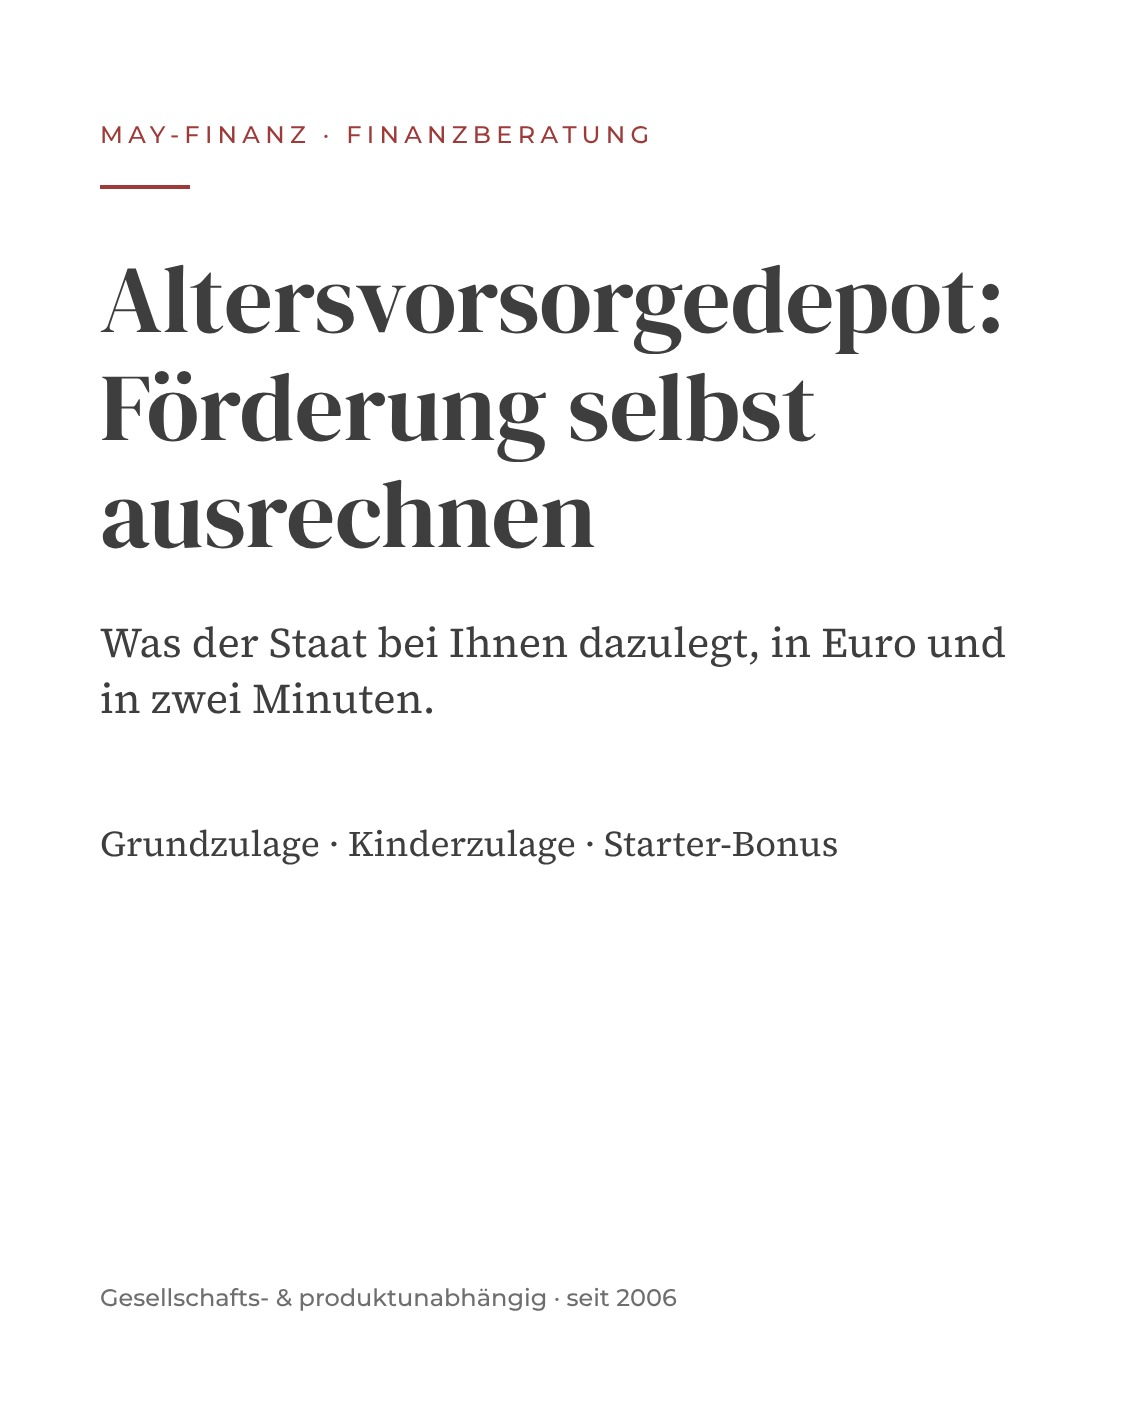 MAY-FINANZ · FINANZBERATUNG
Altersvorsorgedepot:
Förderung selbst
ausrechnen
Was der Staat bei Ihnen dazulegt, in Euro und
in zwei Minuten.
Grundzulage · Kinderzulage · Starter-Bonus
Gesellschafts- & produktunabhängig · seit 2006